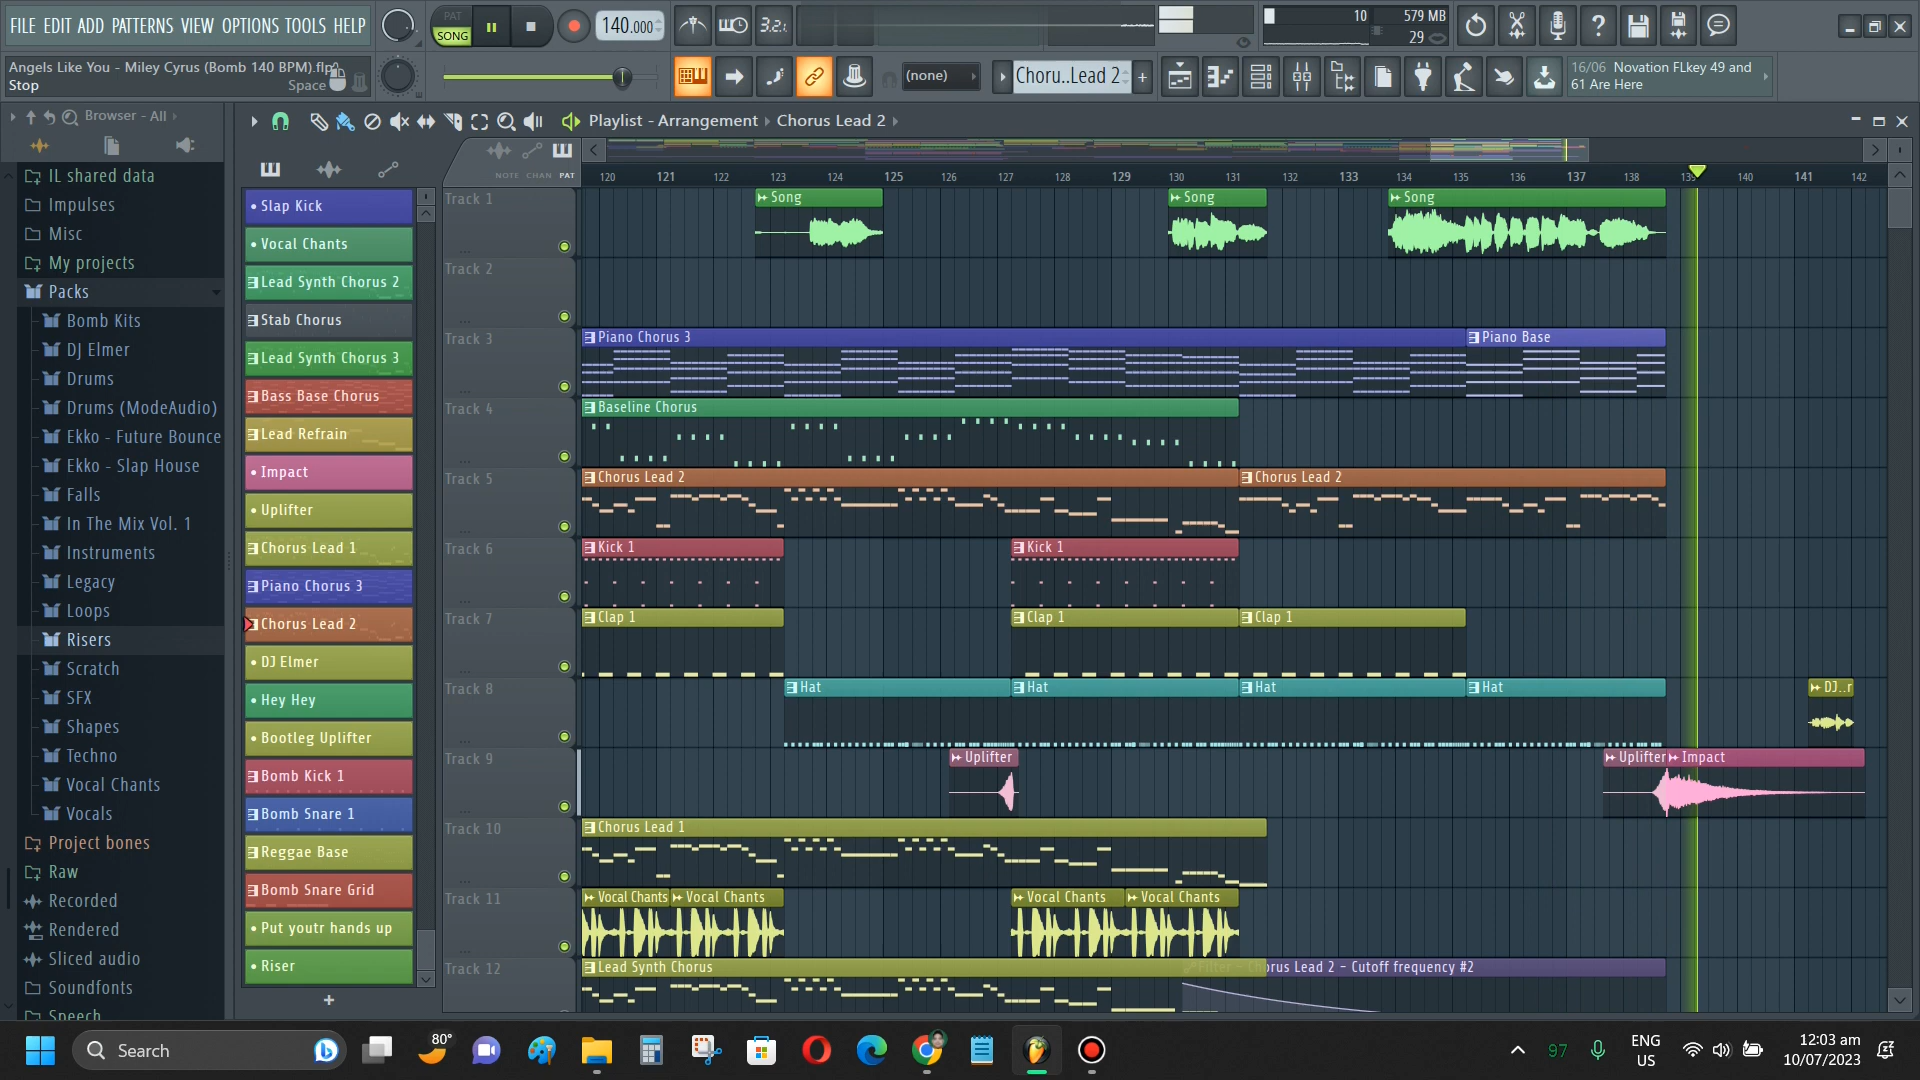 FILE EDIT ADD PATTERNS VIEW OPTIONS TOOLS HELP
PAT
SONG
140.000
3.2.
10
579 MB
29
Angels Like You - Miley Cyrus (Bomb 140 BPM).flp
Stop
Space
(none)
Choru..Lead 2
+
16/06 Novation FLkey 49 and
61 Are Here
Browser - All
Playlist - Arrangement
Chorus Lead 2
NOTE CHAN PAT
120 121 122 123 124 125 126 127 128 129 130 131 132 133 134 135 136 137 138 139 140 141 142
IL shared data
Impulses
Misc
My projects
Packs
Bomb Kits
DJ Elmer
Drums
Drums (ModeAudio)
Ekko - Future Bounce
Ekko - Slap House
Falls
In The Mix Vol. 1
Instruments
Legacy
Loops
Risers
Scratch
SFX
Shapes
Techno
Vocal Chants
Vocals
Project bones
Raw
Recorded
Rendered
Sliced audio
Soundfonts
Speech
Slap Kick
Vocal Chants
Lead Synth Chorus 2
Stab Chorus
Lead Synth Chorus 3
Bass Base Chorus
Lead Refrain
Impact
Uplifter
Chorus Lead 1
Piano Chorus 3
Chorus Lead 2
DJ Elmer
Hey Hey
Bootleg Uplifter
Bomb Kick 1
Bomb Snare 1
Reggae Base
Bomb Snare Grid
Put youtr hands up
Riser
+
Track 1
Song
Song
Song
Track 2
Track 3
Piano Chorus 3
Piano Base
Track 4
Baseline Chorus
Track 5
Chorus Lead 2
Chorus Lead 2
Track 6
Kick 1
Kick 1
Track 7
Clap 1
Clap 1
Clap 1
Track 8
Hat
Hat
Hat
Hat
DJ..r
Track 9
Uplifter
Uplifter
Impact
Track 10
Chorus Lead 1
Track 11
Vocal Chants
Vocal Chants
Vocal Chants
Vocal Chants
Track 12
Lead Synth Chorus
Filter - Chorus Lead 2 - Cutoff frequency #2
Search
80°
97
ENG
US
12:03 am
10/07/2023